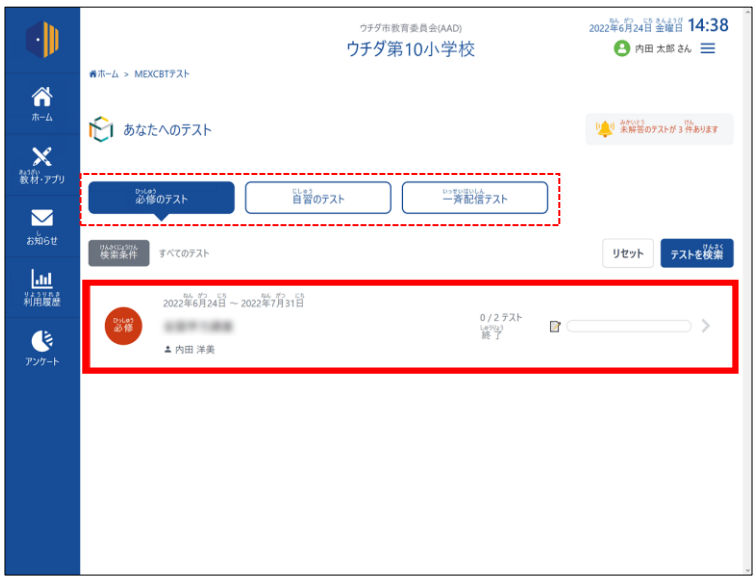 ウチダ市教育委員会(AAD)
ウチダ第10小学校
2022年6月24日 金曜日 14:38
内田 太郎 さん
ホーム > MEXCBTテスト
ホーム
教材・アプリ
お知らせ
利用履歴
アンケート
あなたへのテスト
未解答のテストが 3 件あります
必修のテスト
自習のテスト
一斉配信テスト
検索条件
すべてのテスト
リセット
テストを検索
必修
2022年6月24日 ~ 2022年7月31日
内田 洋美
0 / 2 テスト
終了